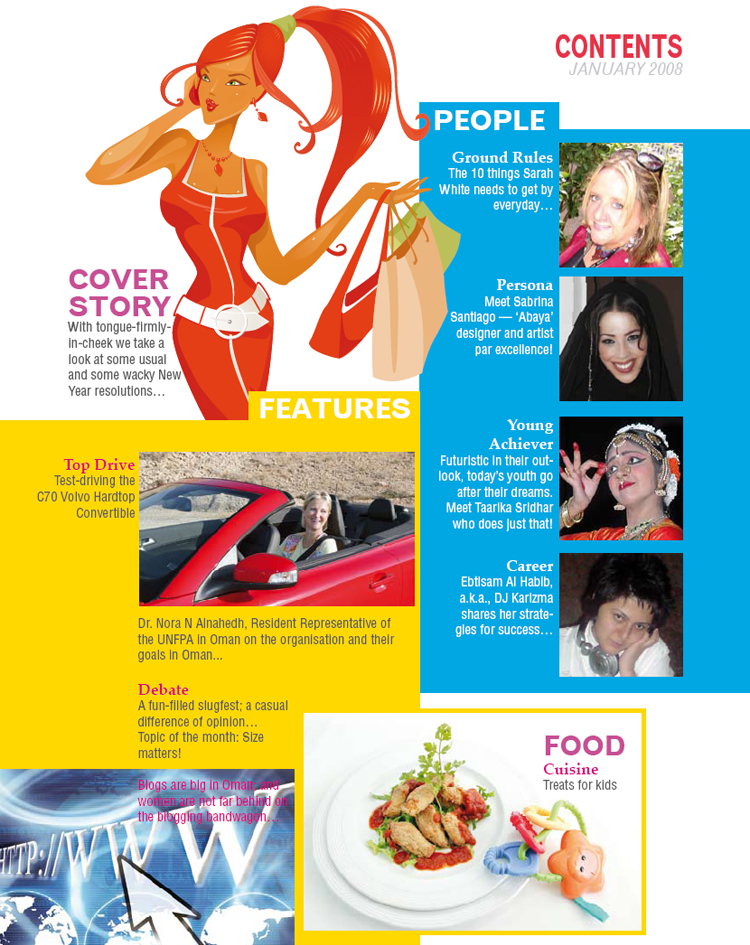 CONTENTS
JANUARY 2008
PEOPLE
Ground Rules
The 10 things Sarah
White needs to get by
everyday…
Persona
Meet Sabrina
Santiago — ‘Abaya’
designer and artist
par excellence!
Young
Achiever
Futuristic in their out-
look, today’s youth go
after their dreams.
Meet Taarika Sridhar
who does just that!
Career
Ebtisam Al Habib,
a.k.a., DJ Karizma
shares her strate-
gies for success…
COVER
STORY
With tongue-firmly-
in-cheek we take a
look at some usual
and some wacky New
Year resolutions…
FEATURES
Top Drive
Test-driving the
C70 Volvo Hardtop
Convertible
Dr. Nora N Alnahedh, Resident Representative of
the UNFPA in Oman on the organisation and their
goals in Oman...
Debate
A fun-filled slugfest; a casual
difference of opinion…
Topic of the month: Size
matters!
Blogs are big in Oman, and
women are not far behind on
the blogging bandwagon…
HTTP://WWW
FOOD
Cuisine
Treats for kids